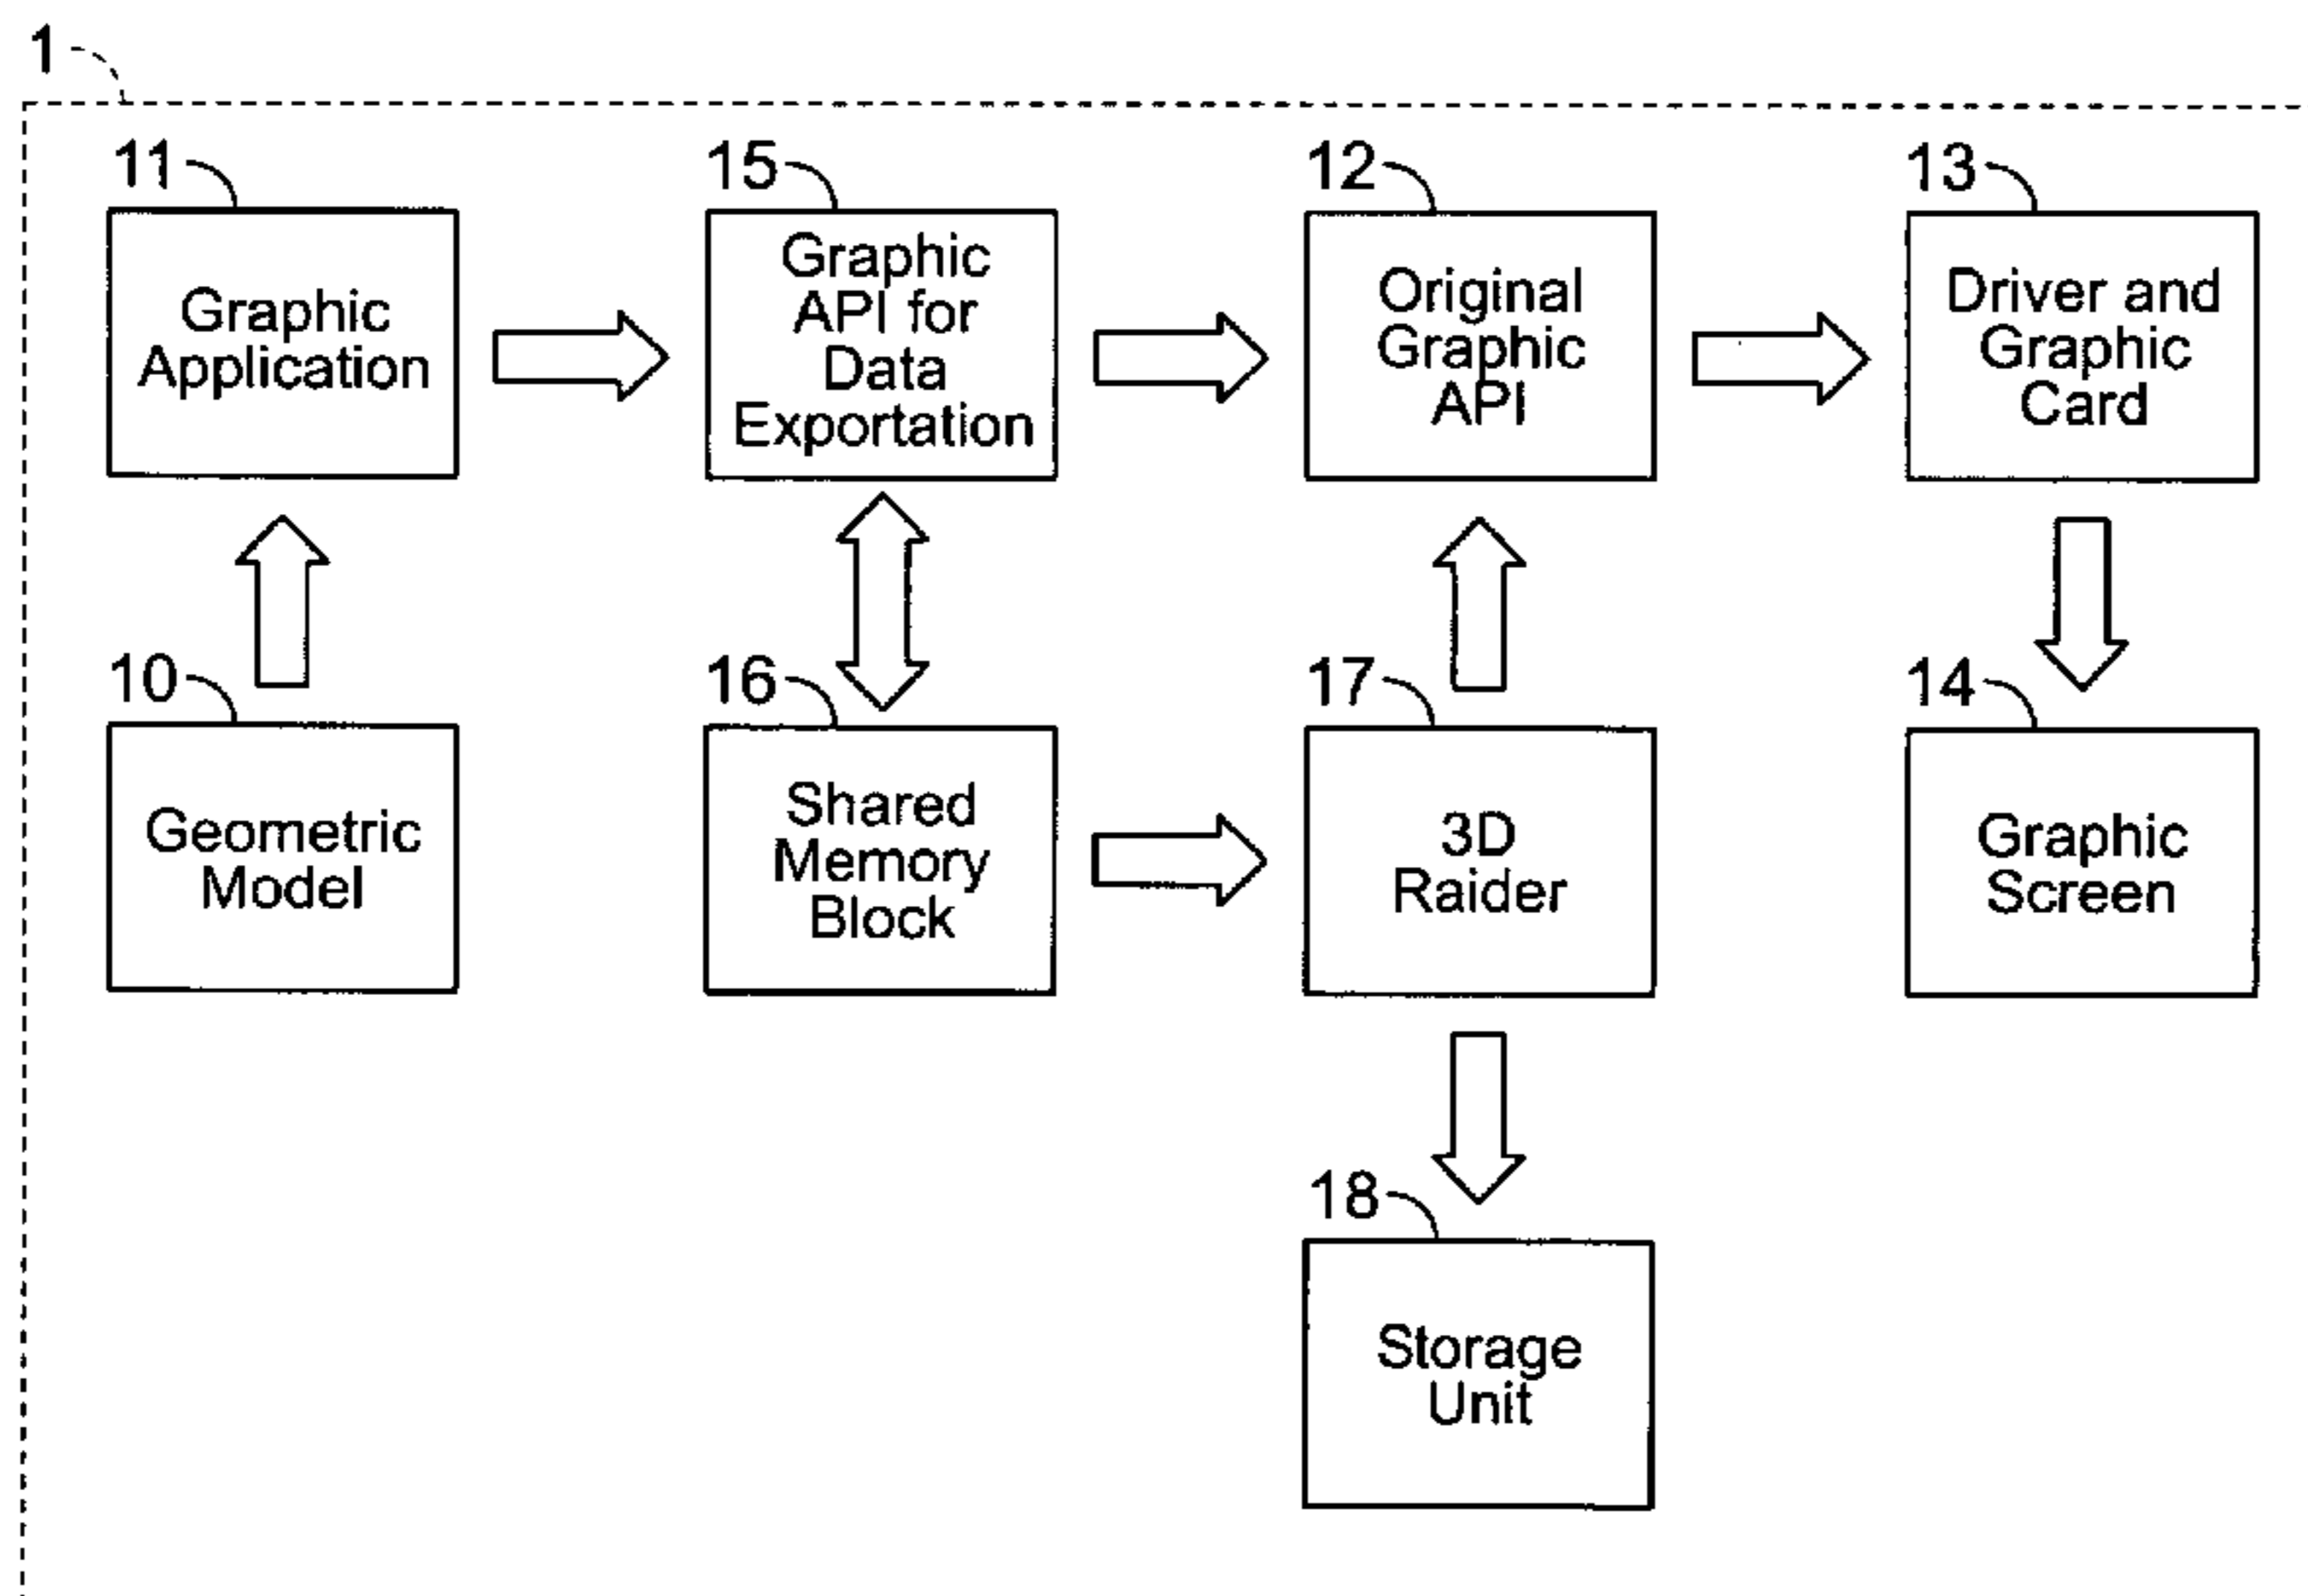 1
11
Graphic
Application
15
Graphic
API for
Data
Exportation
12
Original
Graphic
API
13
Driver and
Graphic
Card
10
Geometric
Model
16
Shared
Memory
Block
17
3D
Raider
14
Graphic
Screen
18
Storage
Unit